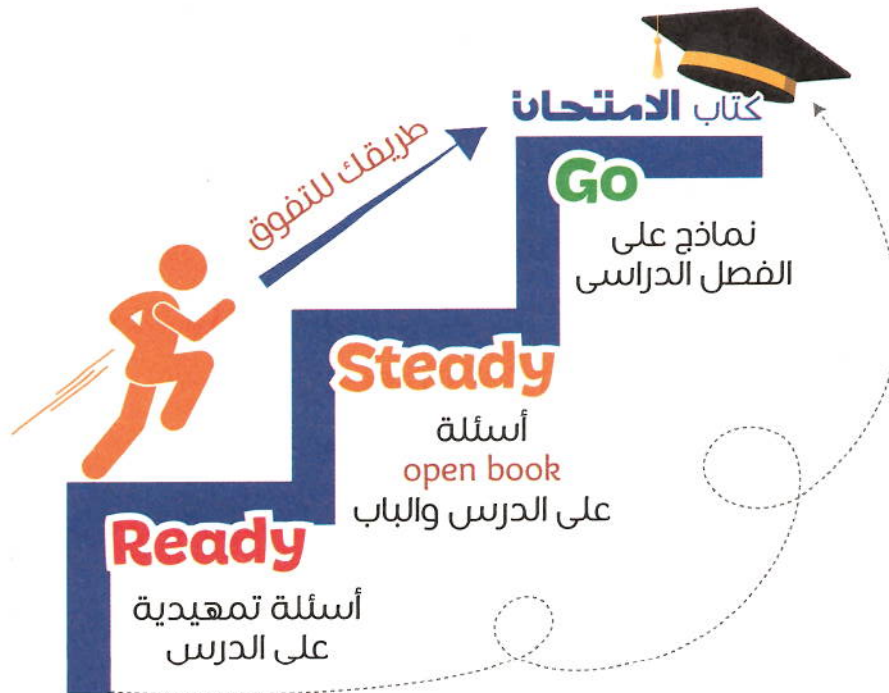 كتاب الامتحان
طريقك للتفوق
Go
نماذج على
الفصل الدراسى
Steady
أسئلة
open book
على الدرس والباب
Ready
أسئلة تمهيدية
على الدرس